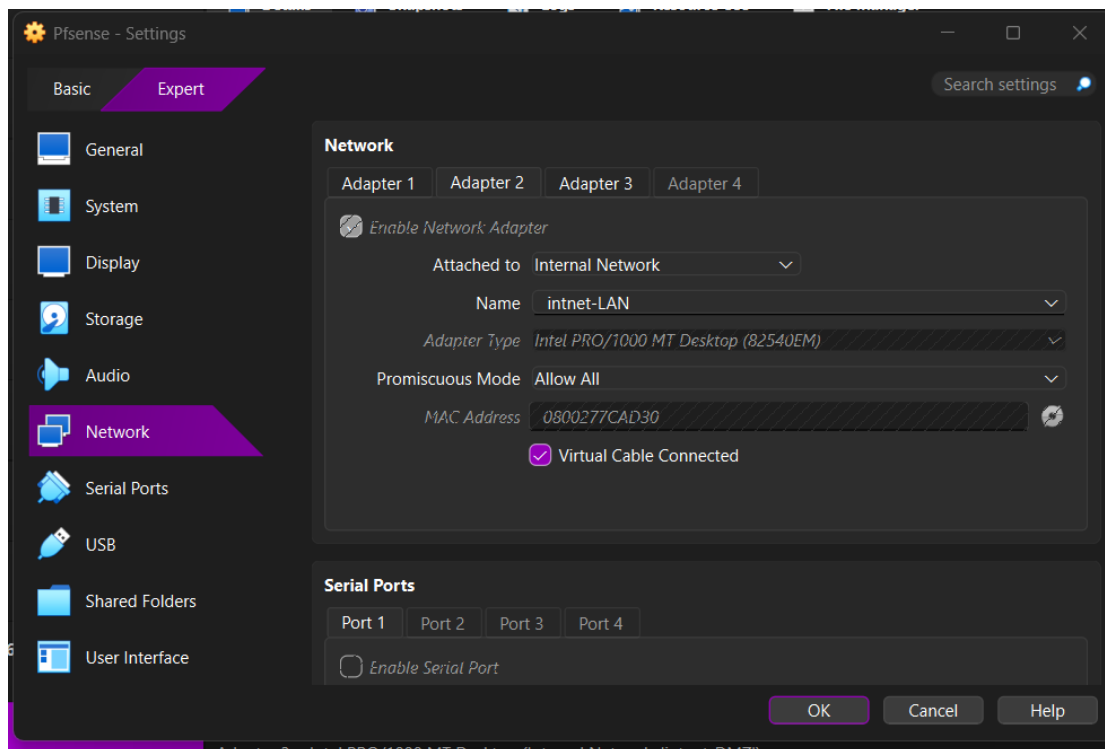 Pfsense - Settings
Basic Expert Search settings
General
System
Display
Storage
Audio
Network
Serial Ports
USB
Shared Folders
User Interface
Network
Adapter 1 Adapter 2 Adapter 3 Adapter 4
Enable Network Adapter
Attached to Internal Network
Name intnet-LAN
Adapter Type Intel PRO/1000 MT Desktop (82540EM)
Promiscuous Mode Allow All
MAC Address 0800277CAD30
Virtual Cable Connected
Serial Ports
Port 1 Port 2 Port 3 Port 4
Enable Serial Port
OK Cancel Help